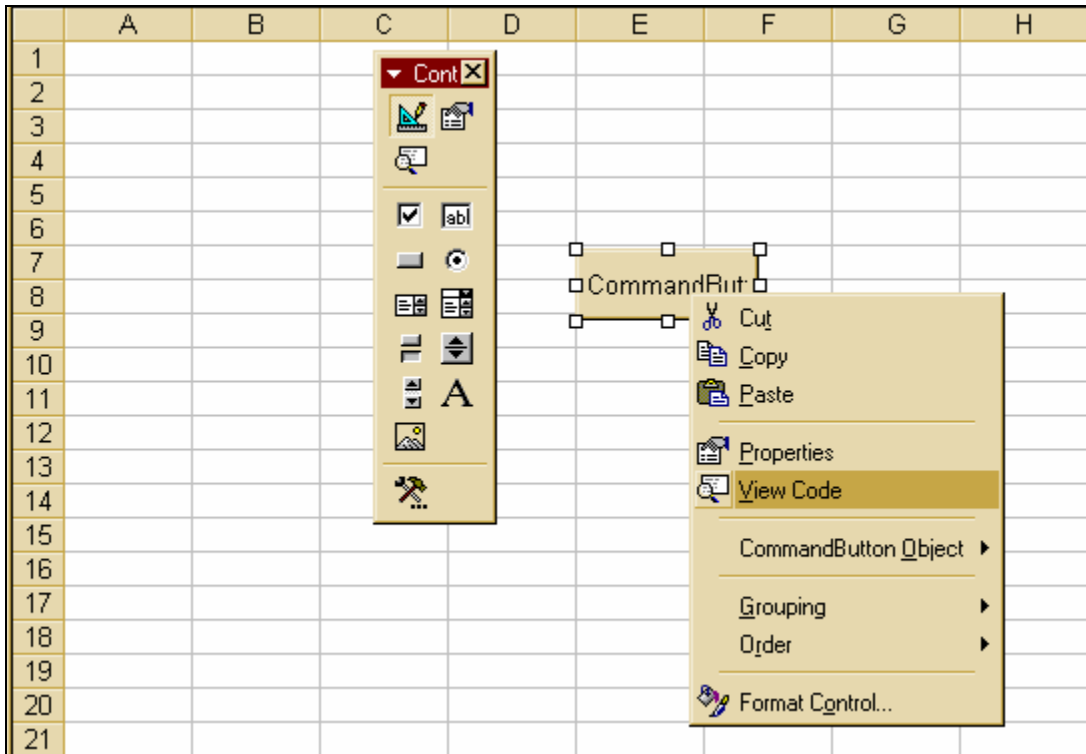 A B C D E F G H
1
2
3
4
5
6
7
8
9
10
11
12
13
14
15
16
17
18
19
20
21
Cont
abl
A
CommandBut
Cut
Copy
Paste
Properties
View Code
CommandButton Object
Grouping
Order
Format Control...